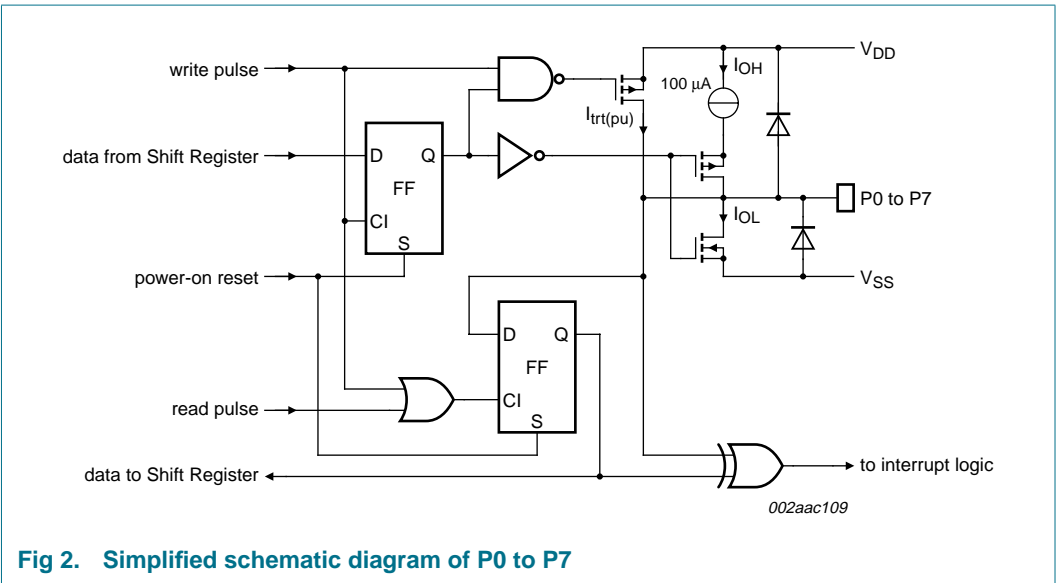 write pulse
data from Shift Register
power-on reset
read pulse
data to Shift Register
D Q
FF
CI
S
D Q
FF
CI
S
V_DD
I_OH
100 μA
I_trt(pu)
P0 to P7
I_OL
V_SS
to interrupt logic
002aac109
Fig 2. Simplified schematic diagram of P0 to P7